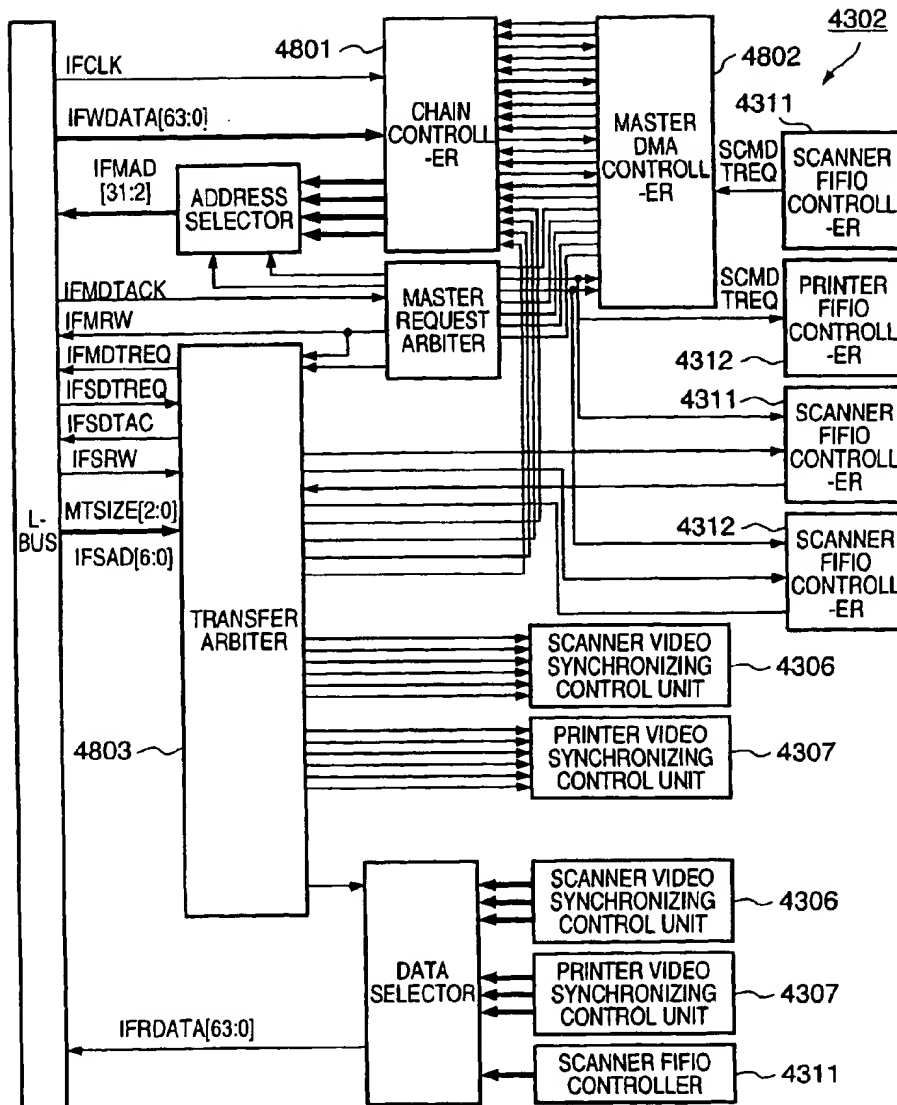 4302
4801
4802
4311
IFCLK
IFWDATA[63:0]
IFMAD
[31:2]
ADDRESS
SELECTOR
CHAIN
CONTROLL
-ER
MASTER
DMA
CONTROLL
-ER
SCMD
TREQ
SCANNER
FIFIO
CONTROLL
-ER
IFMDTACK
IFMRW
IFMDTREQ
IFSDTREQ
IFSDTAC
IFSRW
MTSIZE[2:0]
IFSAD[6:0]
L-
BUS
MASTER
REQUEST
ARBITER
SCMD
TREQ
PRINTER
FIFIO
CONTROLL
-ER
4312
4311
SCANNER
FIFIO
CONTROLL
-ER
4312
SCANNER
FIFIO
CONTROLL
-ER
TRANSFER
ARBITER
4803
SCANNER VIDEO
SYNCHRONIZING
CONTROL UNIT
4306
PRINTER VIDEO
SYNCHRONIZING
CONTROL UNIT
4307
DATA
SELECTOR
SCANNER VIDEO
SYNCHRONIZING
CONTROL UNIT
4306
PRINTER VIDEO
SYNCHRONIZING
CONTROL UNIT
4307
SCANNER FIFIO
CONTROLLER
4311
IFRDATA[63:0]